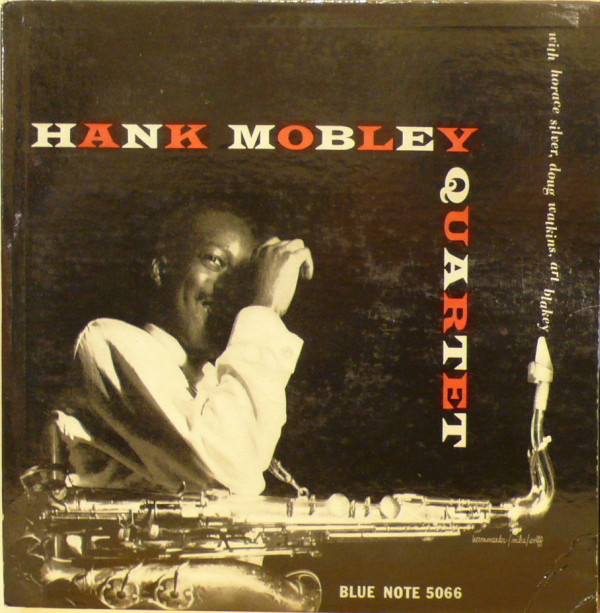 HANK MOBLEY
QUARTET
with horace silver, doug watkins, art blakey
BLUE NOTE 5066